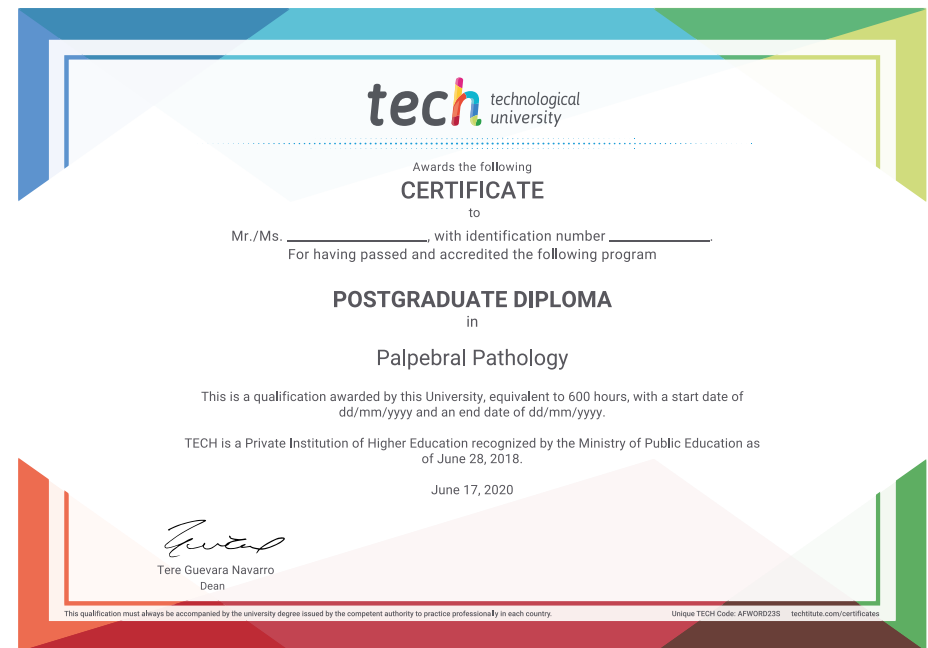 tech technological
university
Awards the following
CERTIFICATE
to
Mr./Ms. ____________________, with identification number ______________.
For having passed and accredited the following program
POSTGRADUATE DIPLOMA
in
Palpebral Pathology
This is a qualification awarded by this University, equivalent to 600 hours, with a start date of
dd/mm/yyyy and an end date of dd/mm/yyyy.
TECH is a Private Institution of Higher Education recognized by the Ministry of Public Education as
of June 28, 2018.
June 17, 2020
Tere Guevara Navarro
Dean
This qualification must always be accompanied by the university degree issued by the competent authority to practice professionally in each country. Unique TECH Code: AFWORD23S techtitute.com/certificates